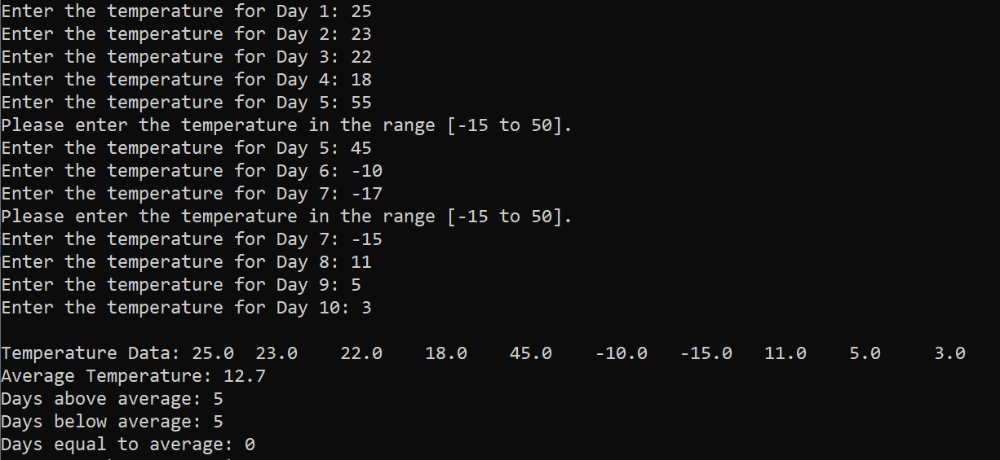 Enter the temperature for Day 1: 25
Enter the temperature for Day 2: 23
Enter the temperature for Day 3: 22
Enter the temperature for Day 4: 18
Enter the temperature for Day 5: 55
Please enter the temperature in the range [-15 to 50].
Enter the temperature for Day 5: 45
Enter the temperature for Day 6: -10
Enter the temperature for Day 7: -17
Please enter the temperature in the range [-15 to 50].
Enter the temperature for Day 7: -15
Enter the temperature for Day 8: 11
Enter the temperature for Day 9: 5
Enter the temperature for Day 10: 3
Temperature Data: 25.0  23.0    22.0    18.0    45.0    -10.0   -15.0   11.0    5.0     3.0
Average Temperature: 12.7
Days above average: 5
Days below average: 5
Days equal to average: 0